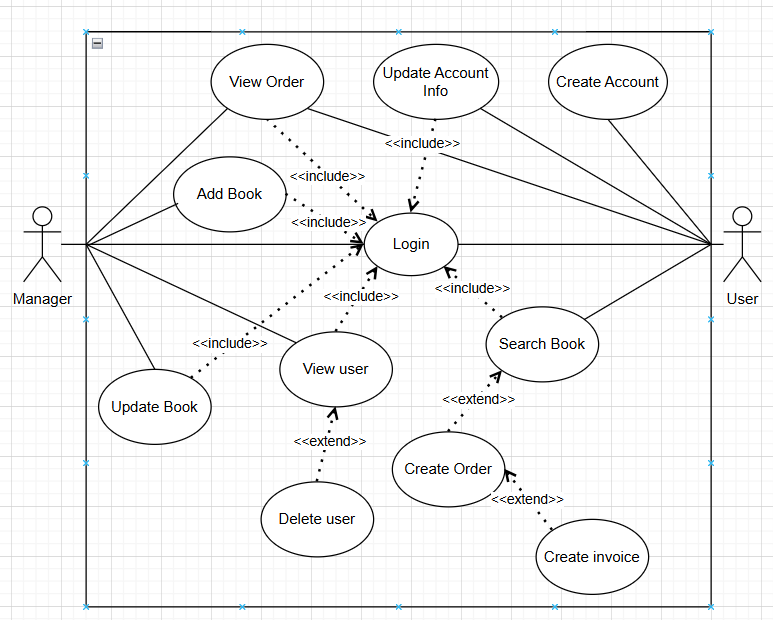 View Order
Update Account
Info
Create Account
<<include>>
<<include>>
Add Book
<<include>>
Login
Manager
User
<<include>>
<<include>>
<<include>>
Search Book
View user
<<extend>>
Update Book
<<extend>>
Create Order
<<extend>>
Delete user
Create invoice